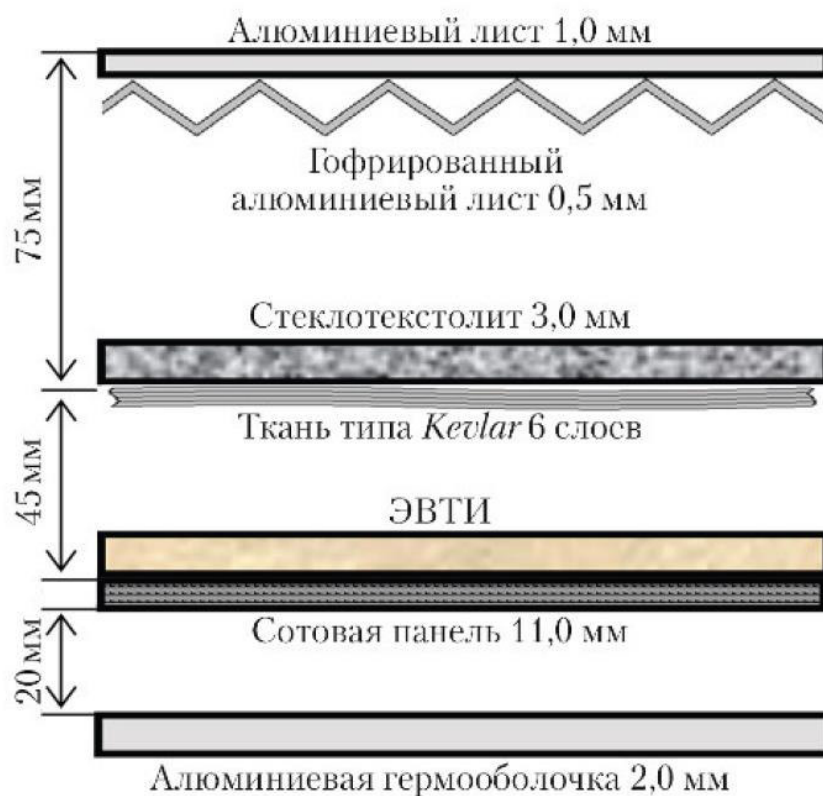 Алюминиевый лист 1,0 мм
75 мм
Гофрированный
алюминиевый лист 0,5 мм
Стеклотекстолит 3,0 мм
Ткань типа Kevlar 6 слоев
45 мм
ЭВТИ
Сотовая панель 11,0 мм
20 мм
Алюминиевая гермооболочка 2,0 мм